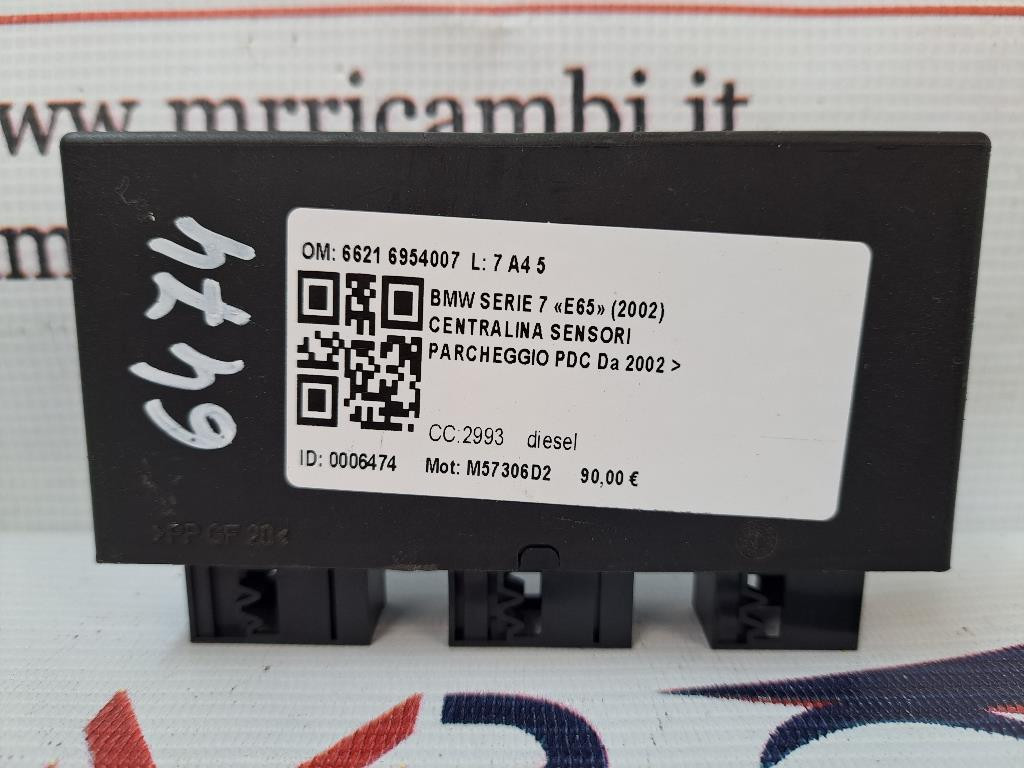 www.mrricambi.it
6474
OM: 6621 6954007 L: 7 A4 5
BMW SERIE 7 «E65» (2002)
CENTRALINA SENSORI
PARCHEGGIO PDC Da 2002 >
CC:2993 diesel
ID: 0006474 Mot: M57306D2 90,00 €
>PP GF 20<